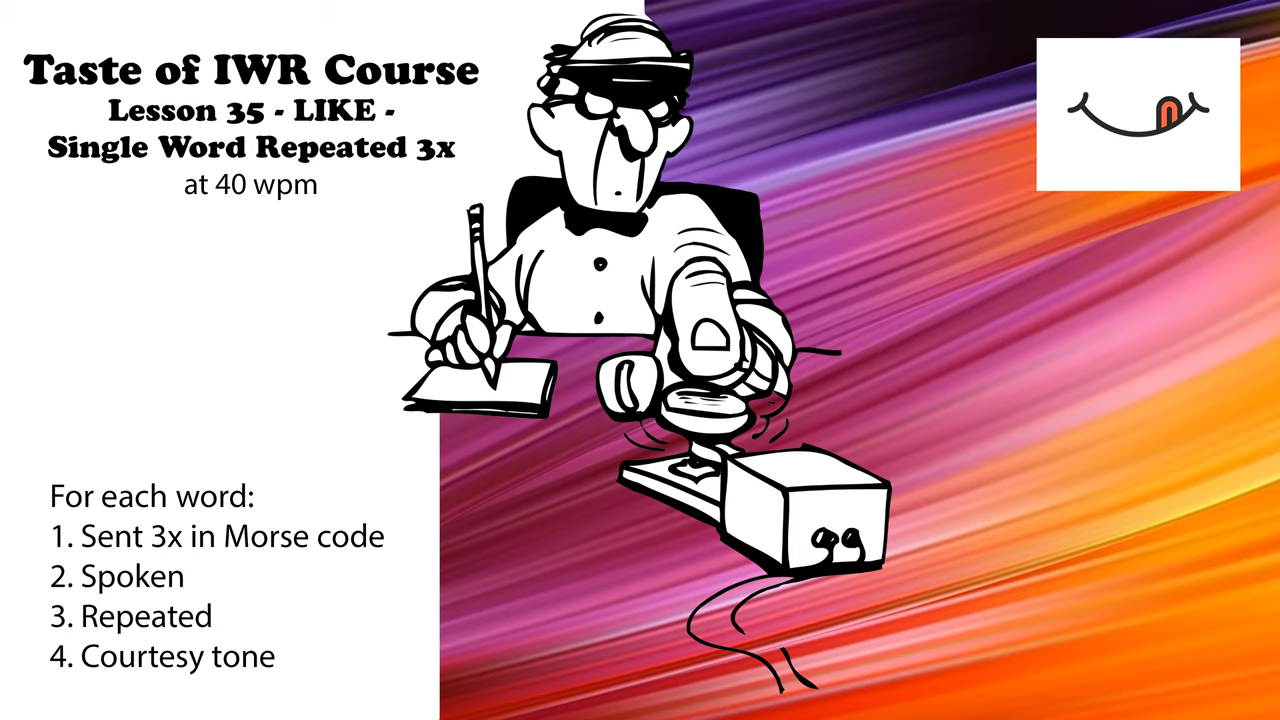 Taste of IWR Course
Lesson 35 - LIKE -
Single Word Repeated 3x
at 40 wpm
For each word:
1. Sent 3x in Morse code
2. Spoken
3. Repeated
4. Courtesy tone